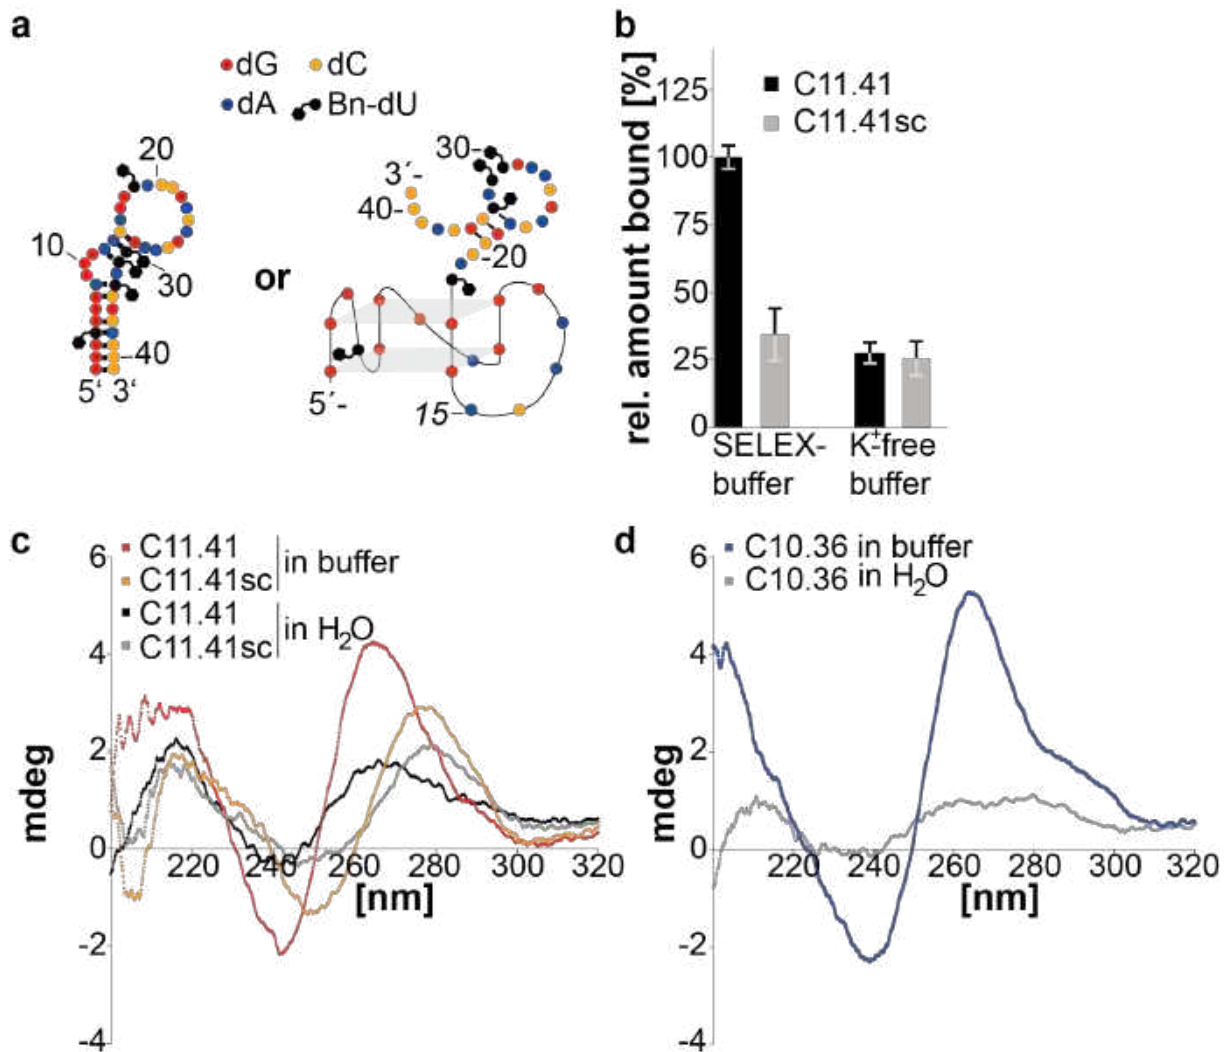 a
dG
dC
dA
Bn-dU
20
10
30
40
5‘
3‘
or
30-
3´-
40-
-20
5´-
15
b
rel. amount bound [%]
125
100
75
50
25
0
C11.41
C11.41sc
SELEX-
buffer
K⁺-free
buffer
c
C11.41
C11.41sc
in buffer
C11.41
C11.41sc
in H₂O
mdeg
6
4
2
0
-2
-4
220
240
260
280
300
320
[nm]
d
C10.36 in buffer
C10.36 in H₂O
mdeg
6
4
2
0
-2
-4
220
240
260
280
300
320
[nm]